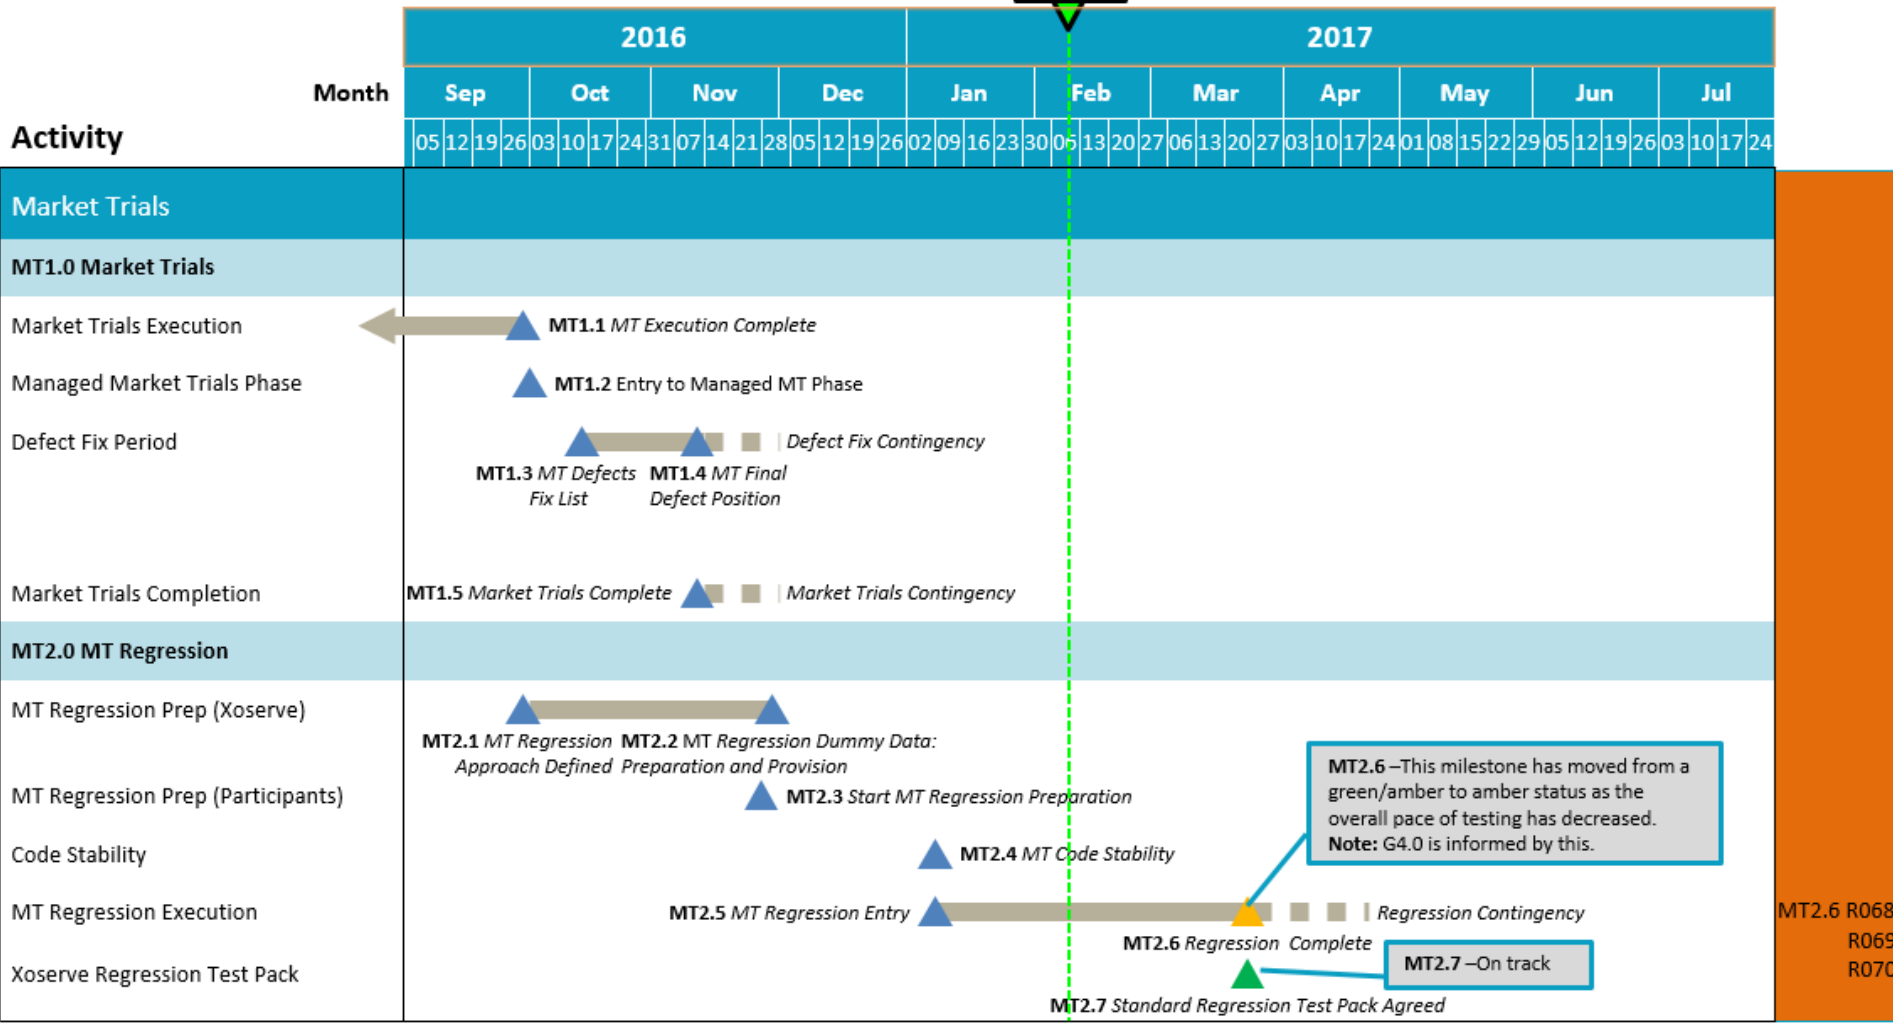 2016 2017
Month Sep Oct Nov Dec Jan Feb Mar Apr May Jun Jul
Activity 05 12 19 26 03 10 17 24 31 07 14 21 28 05 12 19 26 02 09 16 23 30 06 13 20 27 06 13 20 27 03 10 17 24 01 08 15 22 29 05 12 19 26 03 10 17 24
Market Trials
MT1.0 Market Trials
Market Trials Execution MT1.1 MT Execution Complete
Managed Market Trials Phase MT1.2 Entry to Managed MT Phase
Defect Fix Period Defect Fix Contingency
MT1.3 MT Defects
Fix List
MT1.4 MT Final
Defect Position
Market Trials Completion MT1.5 Market Trials Complete Market Trials Contingency
MT2.0 MT Regression
MT Regression Prep (Xoserve)
MT2.1 MT Regression
Approach Defined
MT2.2 MT Regression Dummy Data:
Preparation and Provision
MT Regression Prep (Participants) MT2.3 Start MT Regression Preparation
MT2.6 –This milestone has moved from a
green/amber to amber status as the
overall pace of testing has decreased.
Note: G4.0 is informed by this.
Code Stability MT2.4 MT Code Stability
MT Regression Execution MT2.5 MT Regression Entry Regression Contingency
MT2.6 R068
R069
R070
MT2.6 Regression Complete
Xoserve Regression Test Pack MT2.7 –On track
MT2.7 Standard Regression Test Pack Agreed